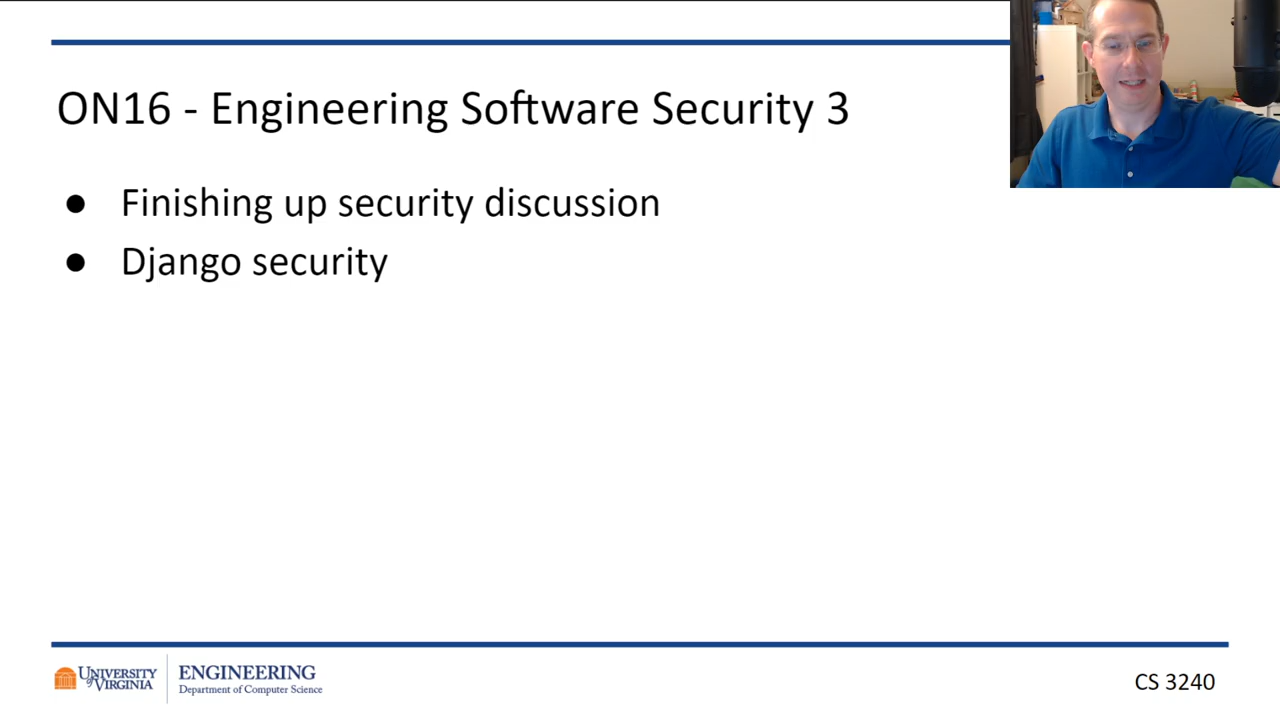 ON16 - Engineering Software Security 3
● Finishing up security discussion
● Django security
UNIVERSITY of VIRGINIA
ENGINEERING
Department of Computer Science
CS 3240